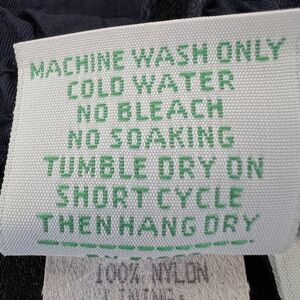 MACHINE WASH ONLY
COLD WATER
NO BLEACH
NO SOAKING
TUMBLE DRY ON
SHORT CYCLE
THEN HANG DRY
100% NYLON
LINING: